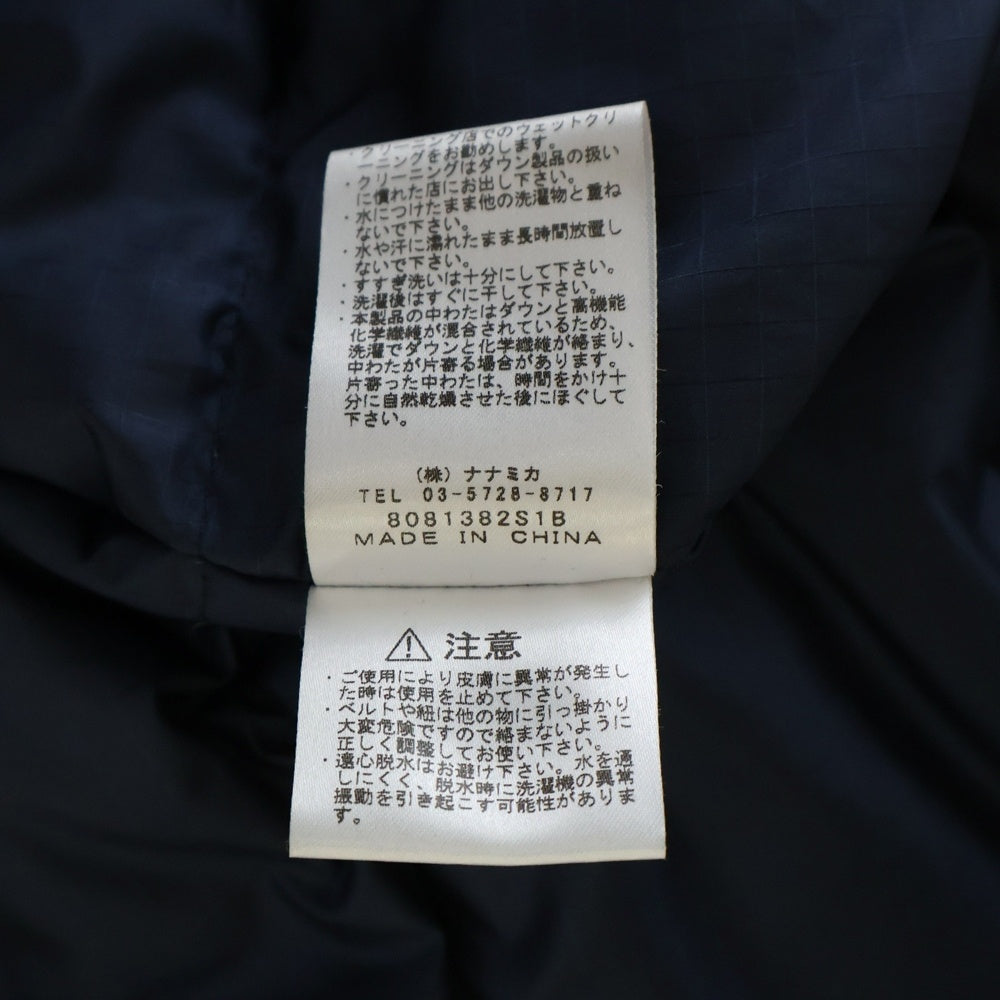 ・クリーニング店でのウェットクリ
ーニングをお勧めします。
・クリーニングはダウン製品の扱い
に慣れた店にお出し下さい。
・水につけたまま他の洗濯物と重ね
ないで下さい。
・水や汗に濡れたまま長時間放置し
ないで下さい。
・すすぎ洗いは十分にして下さい。
・洗濯後はすぐに干して下さい。
・本製品の中わたはダウンと高機能
化学繊維が混合されているため、
洗濯でダウンと化学繊維が絡まり、
中わたが片寄る場合があります。
片寄った中わたは、時間をかけ十
分に自然乾燥させた後にほぐして
下さい。
(株) ナナミカ
TEL 03-5728-8717
8081382S1B
MADE IN CHINA
⚠ 注意
・ご使用により皮膚に異常が発生し
た時は使用を止めて下さい。
・ベルトや紐は他の物に引っ掛かり
大変危険ですので絡まないように
正しく調整してお使い下さい。
・遠心脱水はお避け下さい。水を通
しにくく、脱水時に洗濯機の異常
振動を引き起こす可能性がありま
す。